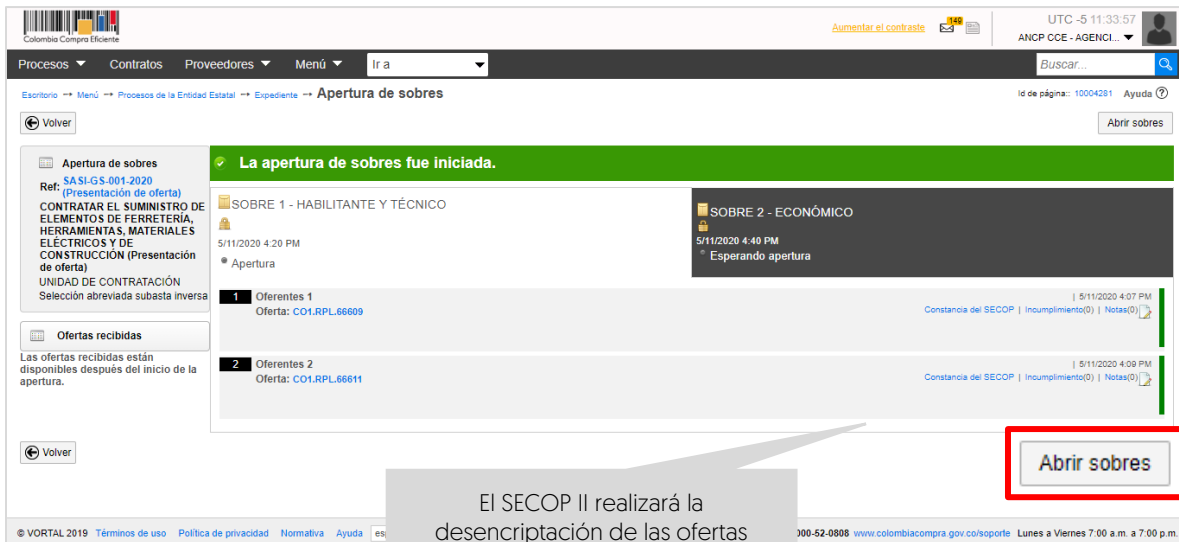 Colombia Compra Eficiente
Aumentar el contraste
149
UTC -5 11:33:57
ANCP CCE - AGENCI...
Procesos Contratos Proveedores Menú Ir a
Buscar...
Escritorio → Menú → Procesos de la Entidad Estatal → Expediente → Apertura de sobres
Id de página:: 10004281 Ayuda
Volver
Abrir sobres
Apertura de sobres
Ref: SASI-GS-001-2020
(Presentación de oferta)
CONTRATAR EL SUMINISTRO DE
ELEMENTOS DE FERRETERÍA,
HERRAMIENTAS, MATERIALES
ELÉCTRICOS Y DE
CONSTRUCCIÓN (Presentación
de oferta)
UNIDAD DE CONTRATACIÓN
Selección abreviada subasta inversa
Ofertas recibidas
Las ofertas recibidas están
disponibles después del inicio de la
apertura.
La apertura de sobres fue iniciada.
SOBRE 1 - HABILITANTE Y TÉCNICO
5/11/2020 4:20 PM
Apertura
SOBRE 2 - ECONÓMICO
5/11/2020 4:40 PM
Esperando apertura
1 Oferentes 1
Oferta: CO1.RPL.66609
| 5/11/2020 4:07 PM
Constancia del SECOP | Incumplimiento(0) | Notas(0)
2 Oferentes 2
Oferta: CO1.RPL.66611
| 5/11/2020 4:09 PM
Constancia del SECOP | Incumplimiento(0) | Notas(0)
Volver
Abrir sobres
El SECOP II realizará la
desencriptación de las ofertas
© VORTAL 2019 Términos de uso Política de privacidad Normativa Ayuda es
000-52-0808 www.colombiacompra.gov.co/soporte Lunes a Viernes 7:00 a.m. a 7:00 p.m.